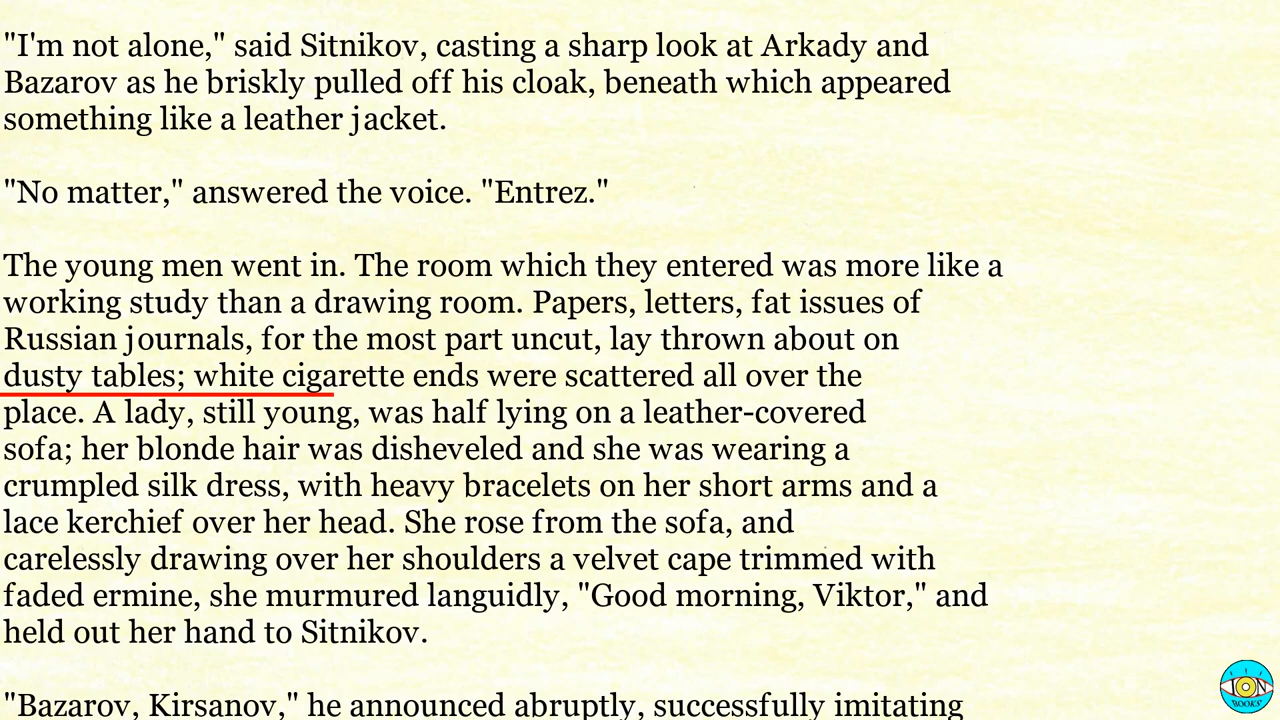 "I'm not alone," said Sitnikov, casting a sharp look at Arkady and
Bazarov as he briskly pulled off his cloak, beneath which appeared
something like a leather jacket.
"No matter," answered the voice. "Entrez."
The young men went in. The room which they entered was more like a
working study than a drawing room. Papers, letters, fat issues of
Russian journals, for the most part uncut, lay thrown about on
dusty tables; white cigarette ends were scattered all over the
place. A lady, still young, was half lying on a leather-covered
sofa; her blonde hair was disheveled and she was wearing a
crumpled silk dress, with heavy bracelets on her short arms and a
lace kerchief over her head. She rose from the sofa, and
carelessly drawing over her shoulders a velvet cape trimmed with
faded ermine, she murmured languidly, "Good morning, Viktor," and
held out her hand to Sitnikov.
"Bazarov, Kirsanov," he announced abruptly, successfully imitating
ION
BOOKS